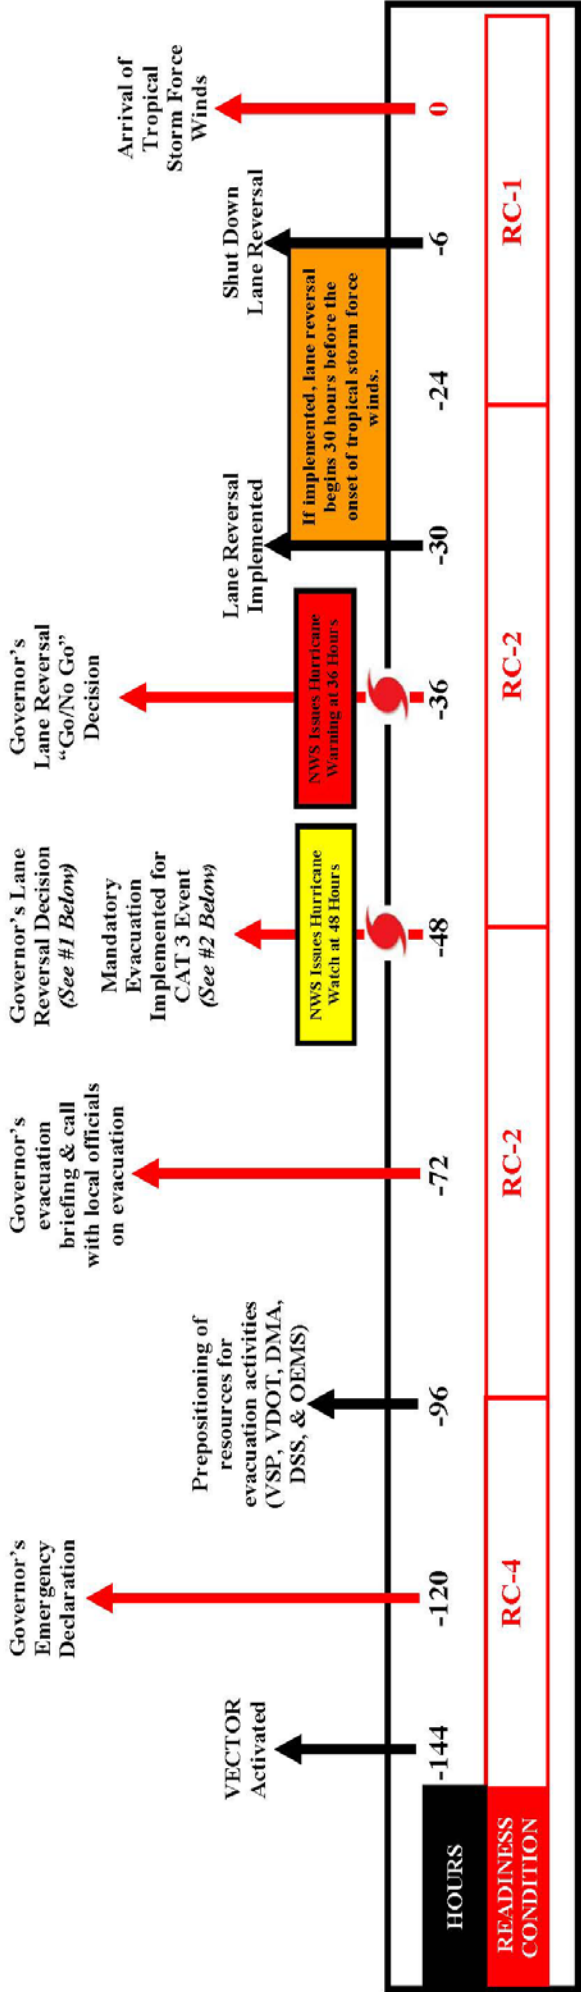 VECTOR
Activated
Governor's
Emergency
Declaration
Prepositioning of
resources for
evacuation activities
(VSP, VDOT, DMA,
DSS, & OEMS)
Governor's
evacuation
briefing & call
with local officials
on evacuation
Governor's Lane
Reversal Decision
(See #1 Below)
Mandatory
Evacuation
Implemented for
CAT 3 Event
(See #2 Below)
NWS Issues Hurricane
Watch at 48 Hours
Governor's
Lane Reversal
“Go/No Go”
Decision
NWS Issues Hurricane
Warning at 36 Hours
Lane Reversal
Implemented
If implemented, lane reversal
begins 30 hours before the
onset of tropical storm force
winds.
Shut Down
Lane Reversal
Arrival of
Tropical
Storm Force
Winds
HOURS
-144
-120
-96
-72
-48
-36
-30
-24
-6
0
READINESS
CONDITION
RC-4
RC-2
RC-2
RC-1